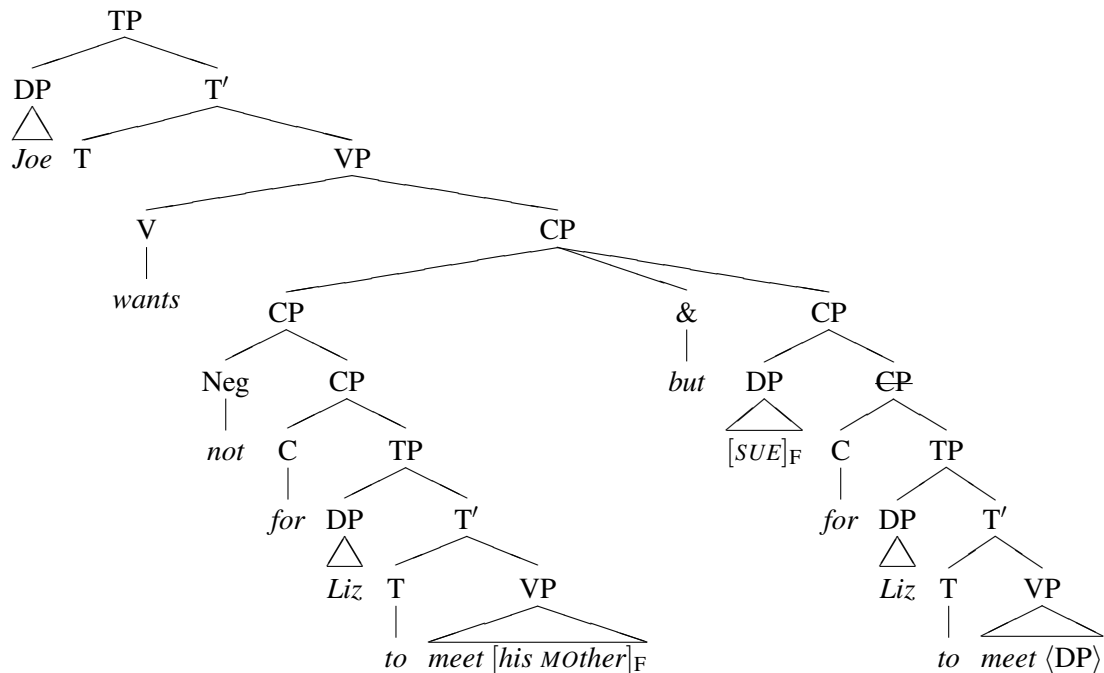 TP
DP T′
Joe T VP
V CP
wants
CP & CP
Neg CP but DP CP
not C TP [SUE]F C TP
for DP T′ for DP T′
Liz T VP Liz T VP
to meet [his MOther]F to meet ⟨DP⟩